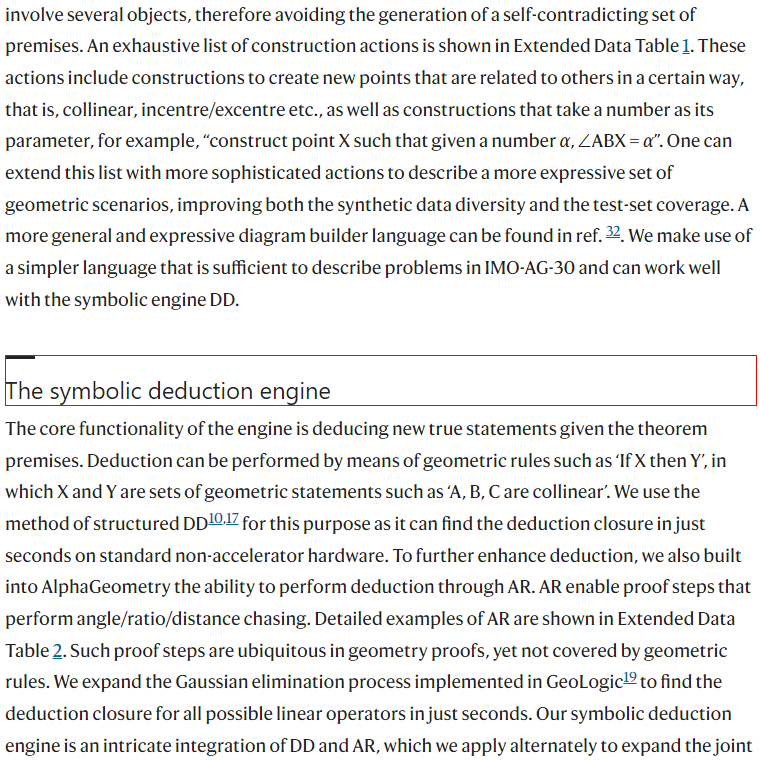 involve several objects, therefore avoiding the generation of a self-contradicting set of
premises. An exhaustive list of construction actions is shown in Extended Data Table 1. These
actions include constructions to create new points that are related to others in a certain way,
that is, collinear, incentre/excentre etc., as well as constructions that take a number as its
parameter, for example, “construct point X such that given a number α, ∠ABX = α”. One can
extend this list with more sophisticated actions to describe a more expressive set of
geometric scenarios, improving both the synthetic data diversity and the test-set coverage. A
more general and expressive diagram builder language can be found in ref. 32. We make use of
a simpler language that is sufficient to describe problems in IMO-AG-30 and can work well
with the symbolic engine DD.
The symbolic deduction engine
The core functionality of the engine is deducing new true statements given the theorem
premises. Deduction can be performed by means of geometric rules such as ‘If X then Y’, in
which X and Y are sets of geometric statements such as ‘A, B, C are collinear’. We use the
method of structured DD10,17 for this purpose as it can find the deduction closure in just
seconds on standard non-accelerator hardware. To further enhance deduction, we also built
into AlphaGeometry the ability to perform deduction through AR. AR enable proof steps that
perform angle/ratio/distance chasing. Detailed examples of AR are shown in Extended Data
Table 2. Such proof steps are ubiquitous in geometry proofs, yet not covered by geometric
rules. We expand the Gaussian elimination process implemented in GeoLogic19 to find the
deduction closure for all possible linear operators in just seconds. Our symbolic deduction
engine is an intricate integration of DD and AR, which we apply alternately to expand the joint